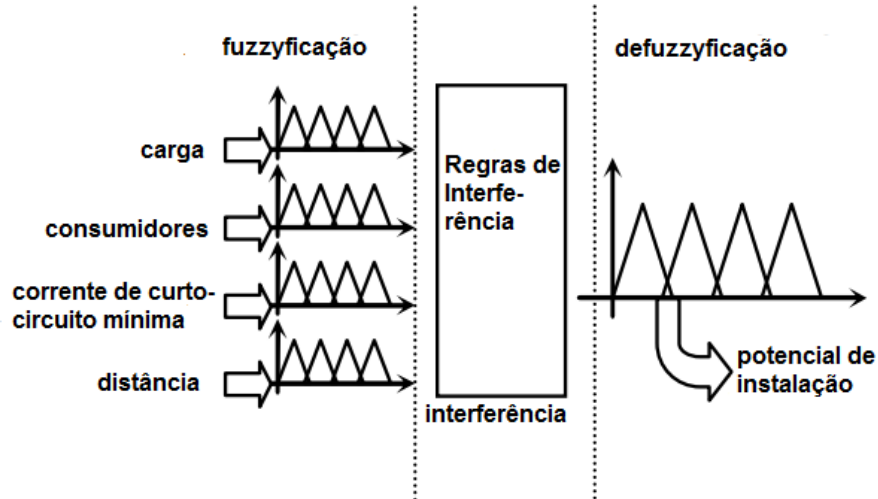 fuzzyficação
defuzzyficação
carga
consumidores
corrente de curto-
circuito mínima
distância
Regras de
Interfe-
rência
interferência
potencial de
instalação